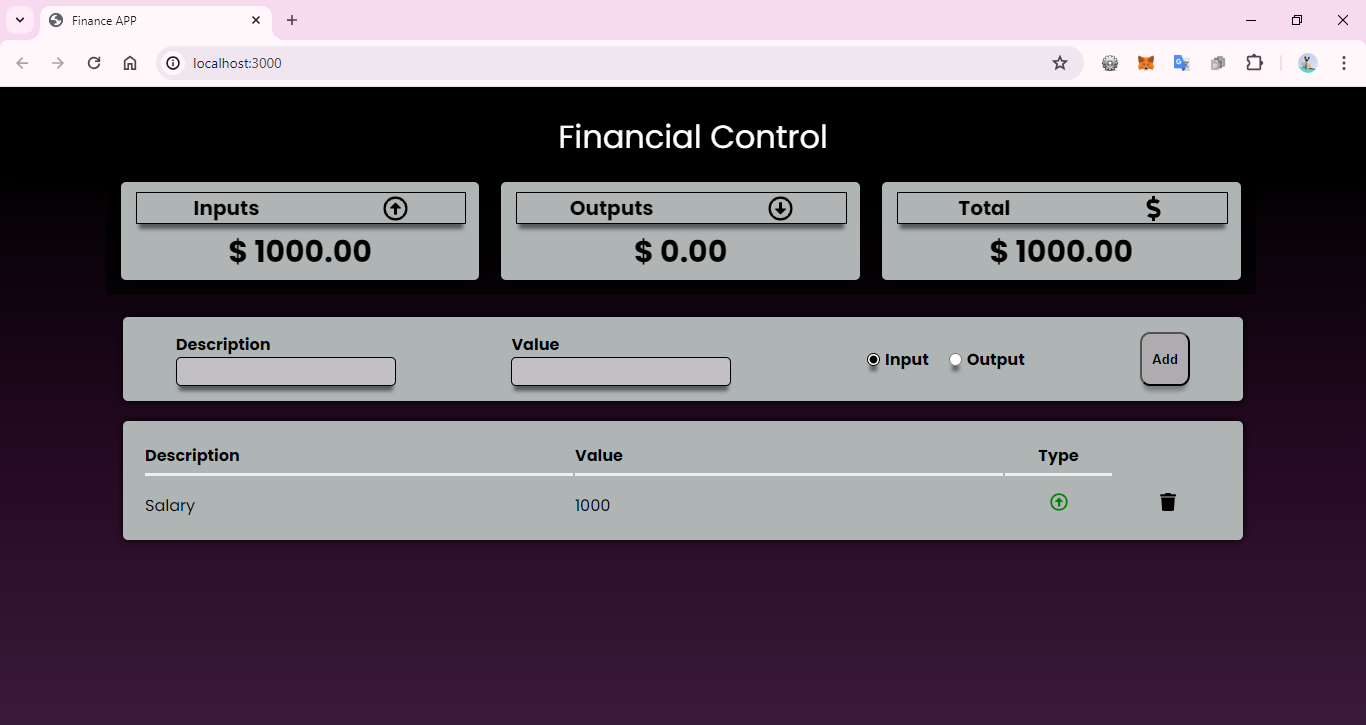 Finance APP
localhost:3000
Financial Control
Inputs Outputs Total $
$ 1000.00 $ 0.00 $ 1000.00
Description Value
Input Output Add
Description Value Type
Salary 1000